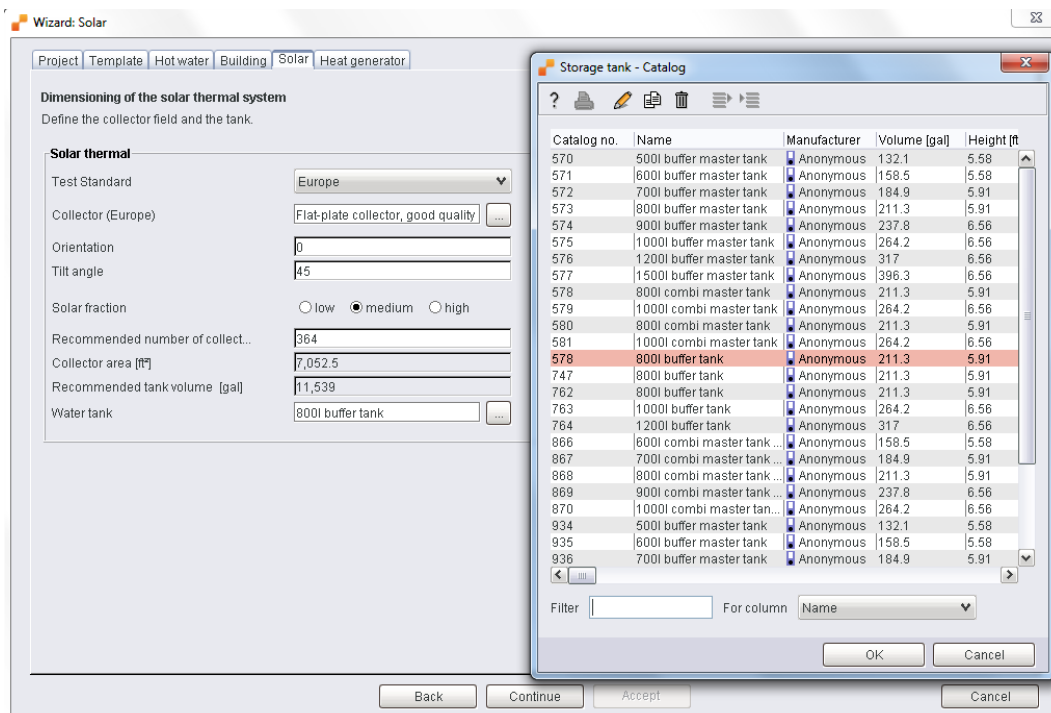 Wizard: Solar
Project Template Hot water Building Solar Heat generator
Dimensioning of the solar thermal system
Define the collector field and the tank.
Solar thermal
Test Standard Europe
Collector (Europe) Flat-plate collector, good quality ...
Orientation 0
Tilt angle 45
Solar fraction low medium high
Recommended number of collect... 364
Collector area [ft²] 7,052.5
Recommended tank volume [gal] 11,539
Water tank 800l buffer tank ...
Back Continue Accept Cancel
Storage tank - Catalog
?
Catalog no. Name Manufacturer Volume [gal] Height [ft
570 500l buffer master tank Anonymous 132.1 5.58
571 600l buffer master tank Anonymous 158.5 5.58
572 700l buffer master tank Anonymous 184.9 5.91
573 800l buffer master tank Anonymous 211.3 5.91
574 900l buffer master tank Anonymous 237.8 6.56
575 1000l buffer master tank Anonymous 264.2 6.56
576 1200l buffer master tank Anonymous 317 6.56
577 1500l buffer master tank Anonymous 396.3 6.56
578 800l combi master tank Anonymous 211.3 5.91
579 1000l combi master tank Anonymous 264.2 6.56
580 800l combi master tank Anonymous 211.3 5.91
581 1000l combi master tank Anonymous 264.2 6.56
578 800l buffer tank Anonymous 211.3 5.91
747 800l buffer tank Anonymous 211.3 5.91
762 800l buffer tank Anonymous 211.3 5.91
763 1000l buffer tank Anonymous 264.2 6.56
764 1200l buffer tank Anonymous 317 6.56
866 600l combi master tank ... Anonymous 158.5 5.58
867 700l combi master tank ... Anonymous 184.9 5.91
868 800l combi master tank ... Anonymous 211.3 5.91
869 900l combi master tank ... Anonymous 237.8 6.56
870 1000l combi master tan... Anonymous 264.2 6.56
934 500l buffer master tank Anonymous 132.1 5.58
935 600l buffer master tank Anonymous 158.5 5.58
936 700l buffer master tank Anonymous 184.9 5.91
Filter For column Name
OK Cancel